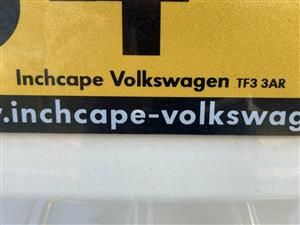 Inchcape Volkswagen TF3 3AR
.inchcape-volkswag